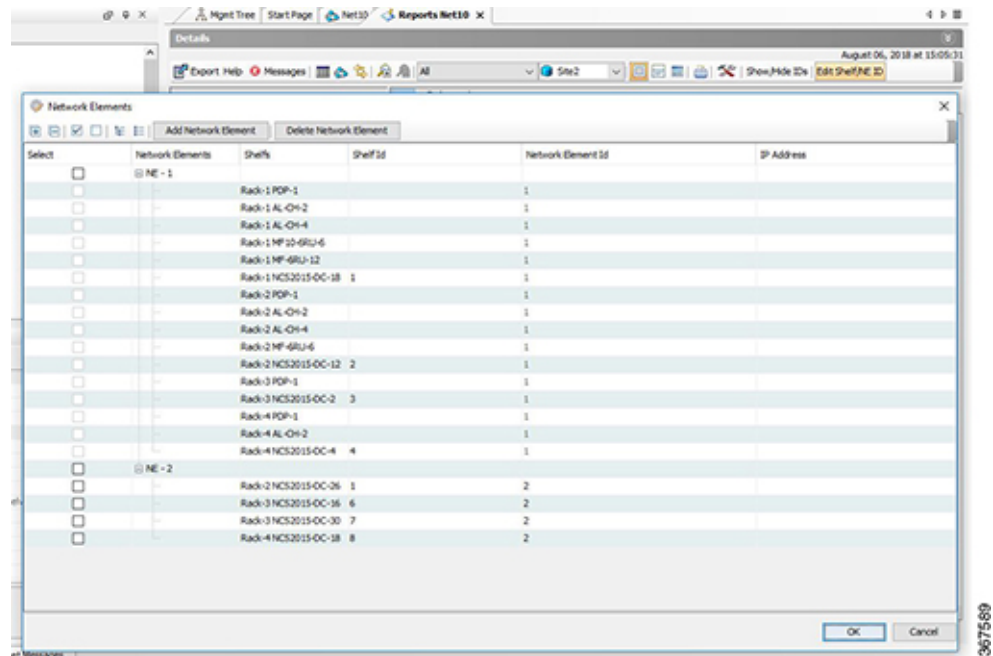 Mgmt Tree Start Page Net10 Reports Net10
Details
August 06, 2018 at 15:05:31
Export Help Messages All Site2 Show/Hide IDs Edit Shelf/NE ID
Network Elements
Add Network Element Delete Network Element
Select Network Elements Shelfs Shelf Id Network Element Id IP Address
NE - 1
Rack-1 PDP-1 1
Rack-1 AL-CH-2 1
Rack-1 AL-CH-4 1
Rack-1 MF10-6RU-6 1
Rack-1 MF-6RU-12 1
Rack-1 NCS2015-DC-18 1 1
Rack-2 PDP-1 1
Rack-2 AL-CH-2 1
Rack-2 AL-CH-4 1
Rack-2 MF-6RU-6 1
Rack-2 NCS2015-DC-12 2 1
Rack-3 PDP-1 1
Rack-3 NCS2015-DC-2 3 1
Rack-4 PDP-1 1
Rack-4 AL-CH-2 1
Rack-4 NCS2015-DC-4 4 1
NE - 2
Rack-2 NCS2015-DC-26 1 2
Rack-3 NCS2015-DC-16 6 2
Rack-3 NCS2015-DC-30 7 2
Rack-4 NCS2015-DC-18 8 2
OK Cancel
367589